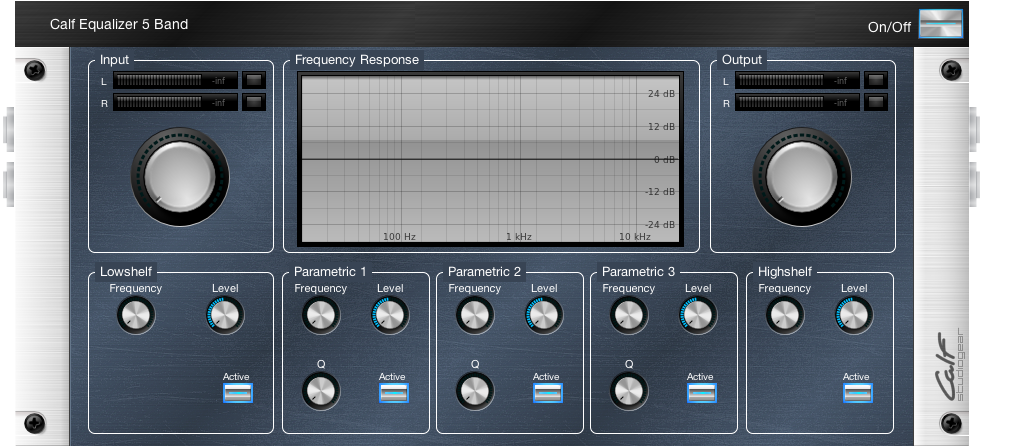 Calf Equalizer 5 Band
On/Off
Input
L
-inf
R
-inf
Frequency Response
24 dB
12 dB
0 dB
-12 dB
-24 dB
100 Hz
1 kHz
10 kHz
Output
L
-inf
R
-inf
Lowshelf
Frequency
Level
Active
Parametric 1
Frequency
Level
Q
Active
Parametric 2
Frequency
Level
Q
Active
Parametric 3
Frequency
Level
Q
Active
Highshelf
Frequency
Level
Active
Calf
studiogear